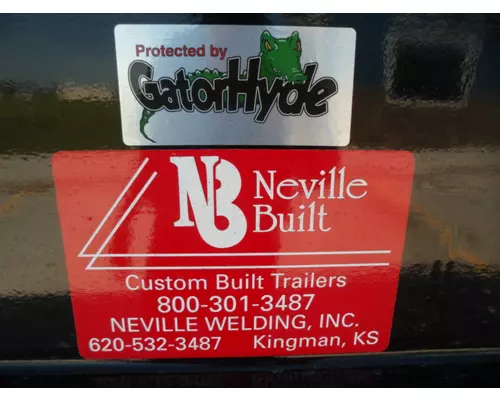 Protected by
GatorHyde
NB Neville
Built
Custom Built Trailers
800-301-3487
NEVILLE WELDING, INC.
620-532-3487 Kingman, KS